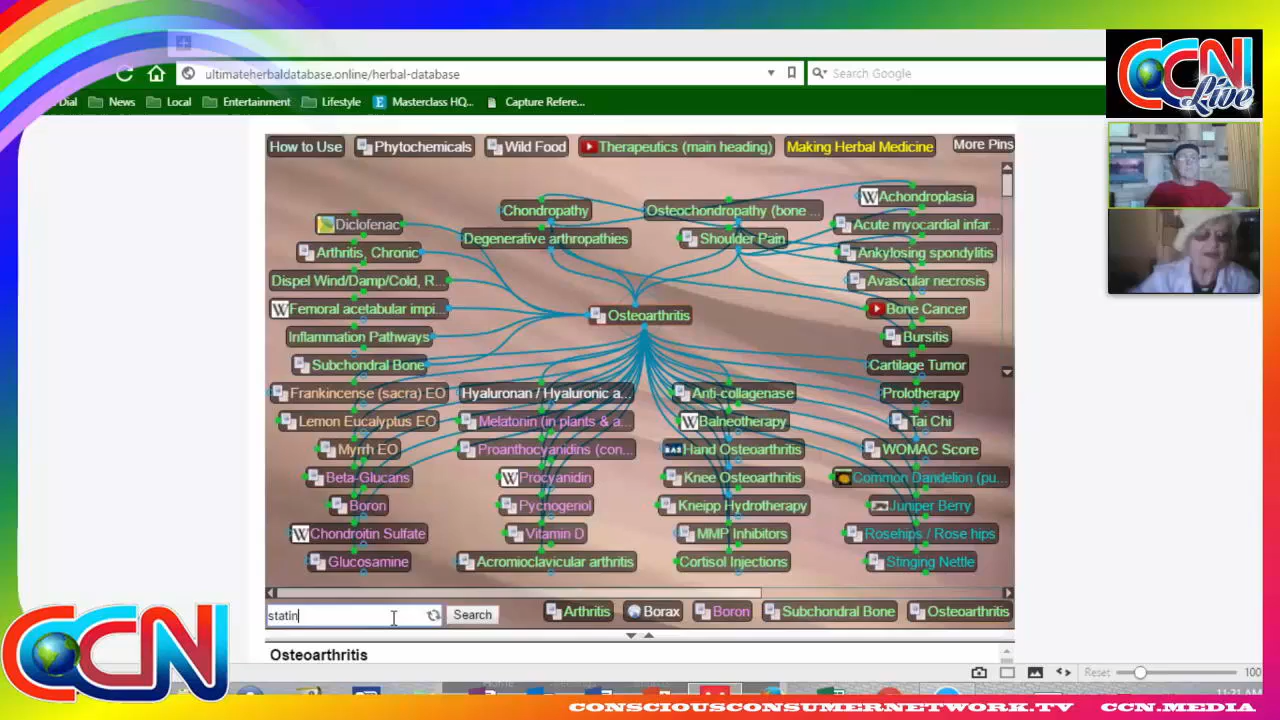 CCN
Live
ultimateherbaldatabase.online/herbal-database
Search Google
Dial News Local Entertainment Lifestyle Masterclass HQ... Capture Refere...
How to Use Phytochemicals Wild Food Therapeutics (main heading) Making Herbal Medicine More Pins
Achondroplasia
Chondropathy Osteochondropathy (bone ...
Diclofenac Acute myocardial infar...
Degenerative arthropathies Shoulder Pain
Arthritis, Chronic Ankylosing spondylitis
Dispel Wind/Damp/Cold, R... Avascular necrosis
Femoral acetabular impi... Osteoarthritis Bone Cancer
Inflammation Pathways Bursitis
Subchondral Bone Cartilage Tumor
Frankincense (sacra) EO Hyaluronan / Hyaluronic a... Anti-collagenase Prolotherapy
Lemon Eucalyptus EO Melatonin (in plants & a... Balneotherapy Tai Chi
Myrrh EO Proanthocyanidins (con... Hand Osteoarthritis WOMAC Score
Beta-Glucans Procyanidin Knee Osteoarthritis Common Dandelion (pu...
Boron Pycnogenol Kneipp Hydrotherapy Juniper Berry
Chondroitin Sulfate Vitamin D MMP Inhibitors Rosehips / Rose hips
Glucosamine Acromioclavicular arthritis Cortisol Injections Stinging Nettle
statin Search Arthritis Borax Boron Subchondral Bone Osteoarthritis
Osteoarthritis
Reset 100
CCN
11:21 AM
CONSCIOUSCONSUMERNETWORK.TV CCN.MEDIA